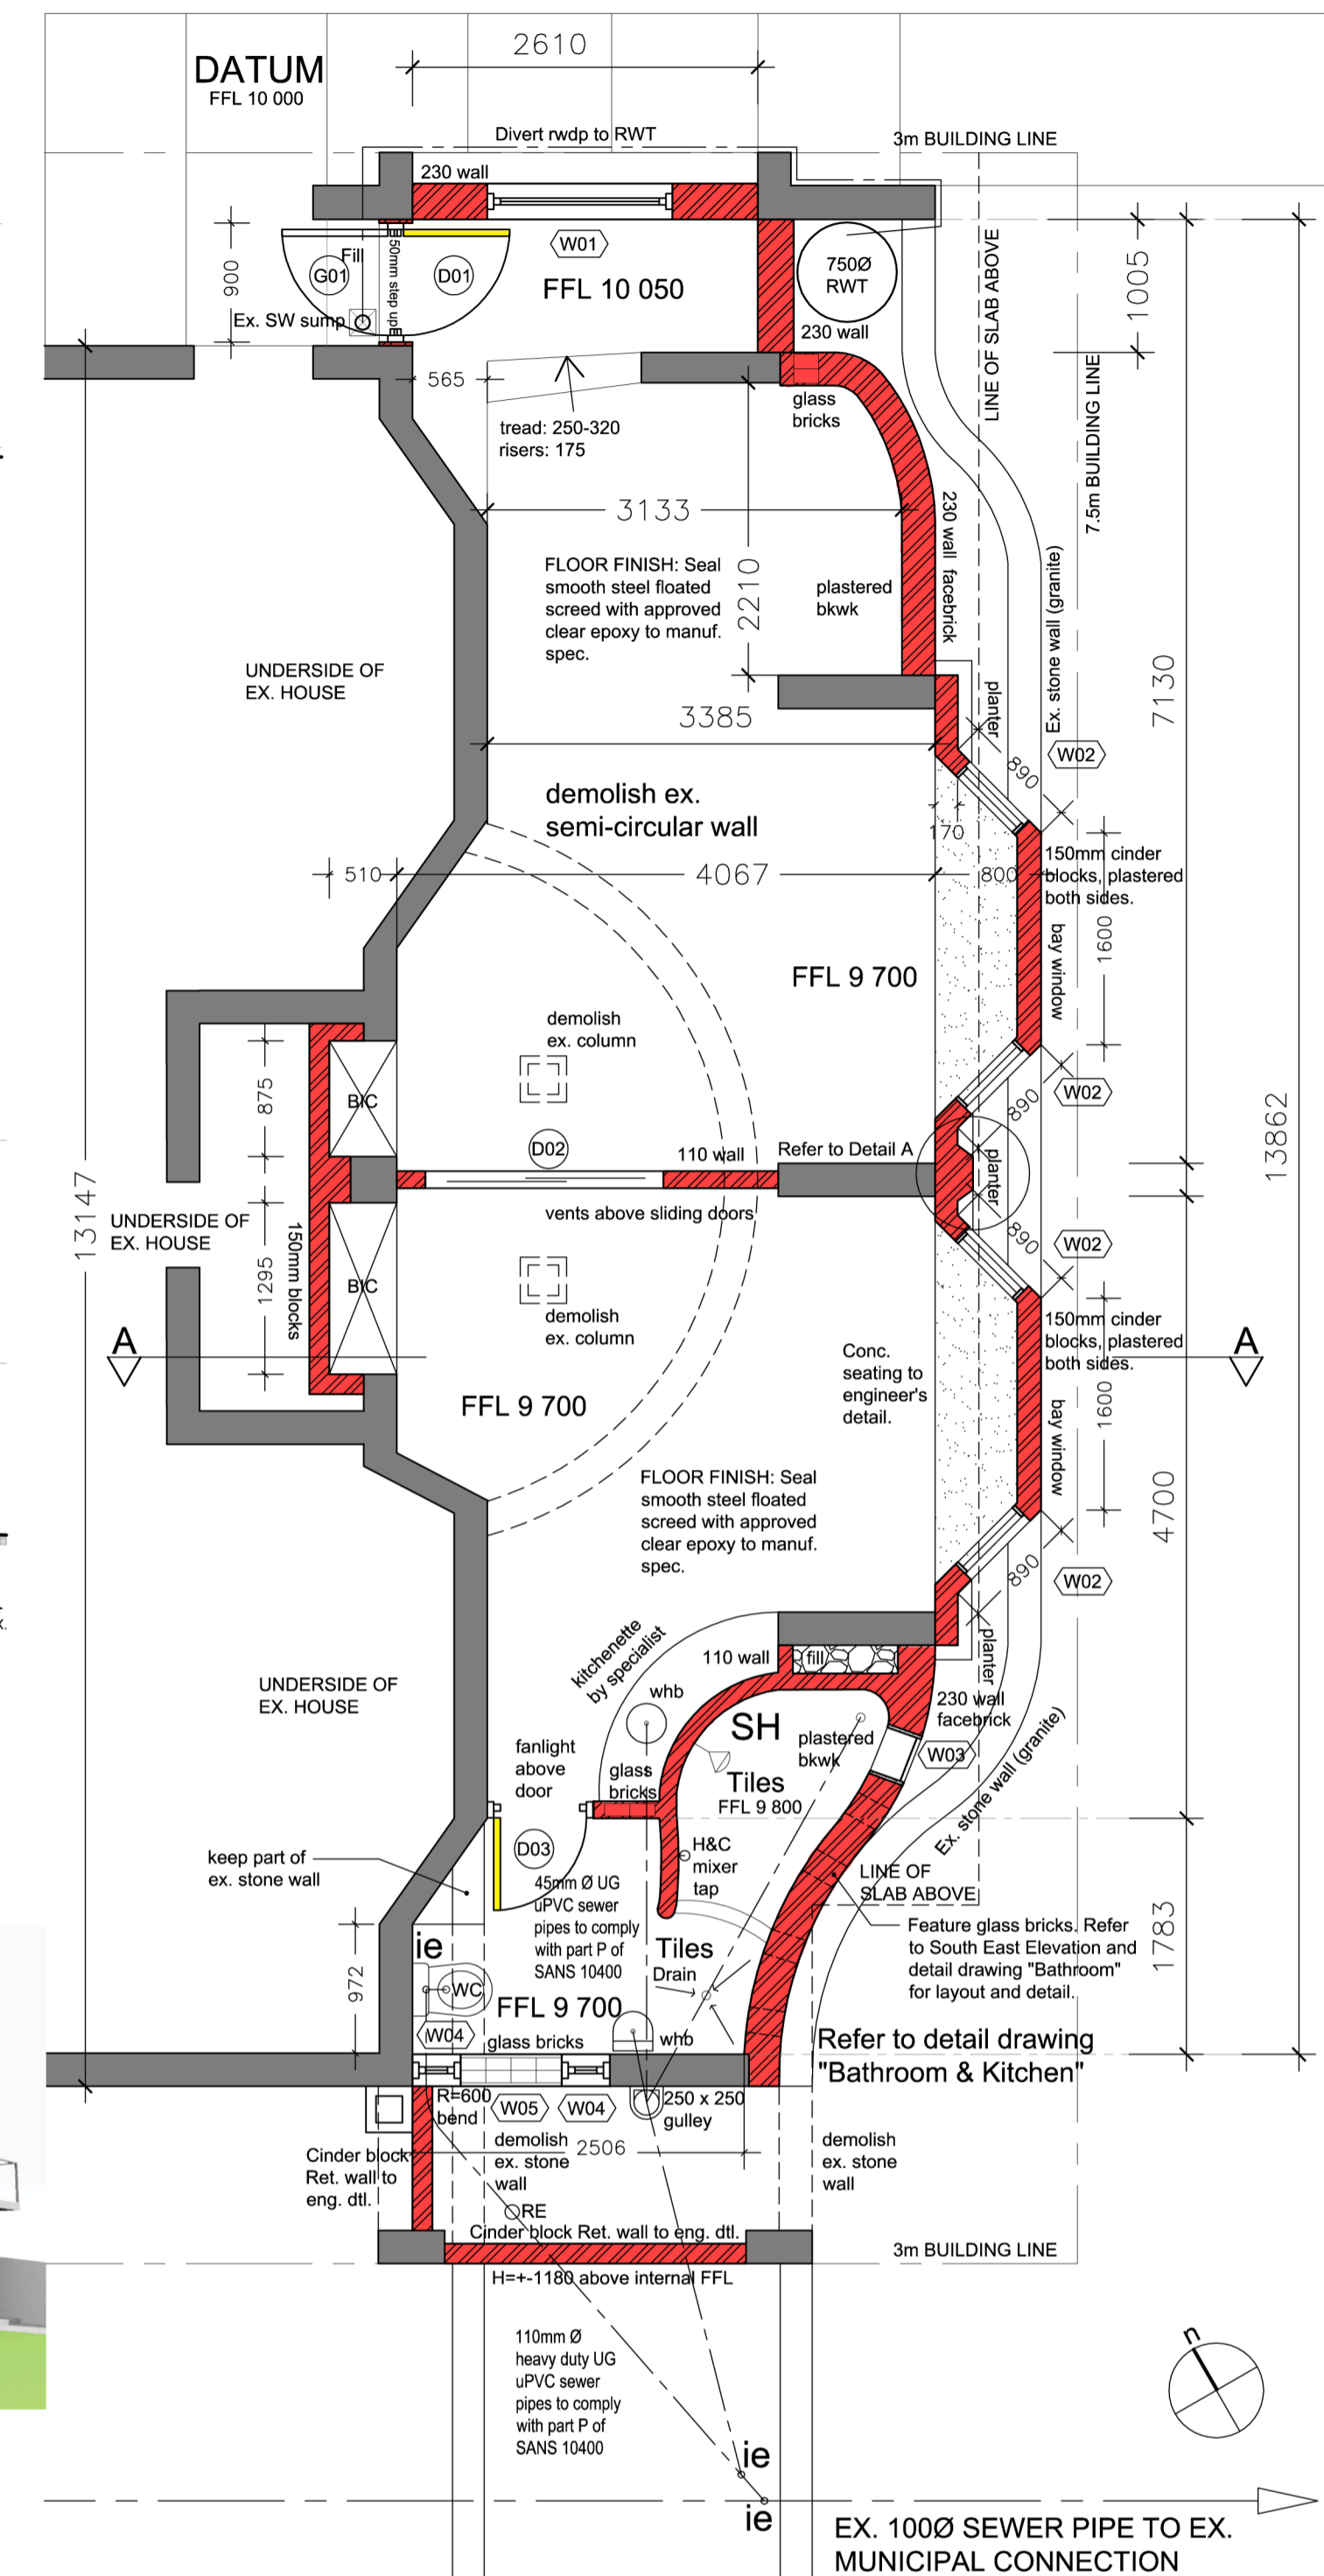 2610
DATUM
FFL 10 000
Divert rwdp to RWT
3m BUILDING LINE
230 wall
W01
FFL 10 050
Fill
G01
50mm step up
D01
900
Ex. SW sump
750Ø
RWT
230 wall
LINE OF SLAB ABOVE
1005
7.5m BUILDING LINE
565
glass
bricks
tread: 250-320
risers: 175
3133
230 wall facebrick
FLOOR FINISH: Seal
smooth steel floated
screed with approved
clear epoxy to manuf.
spec.
2210
plastered
bkwk
Ex. stone wall (granite)
UNDERSIDE OF
EX. HOUSE
7130
planter
3385
W02
890
demolish ex.
semi-circular wall
170
510
4067
800
150mm cinder
blocks, plastered
both sides.
1600
bay window
FFL 9 700
demolish
ex. column
875
BIC
W02
890
13862
D02
110 wall
Refer to Detail A
planter
13147
UNDERSIDE OF
EX. HOUSE
vents above sliding doors
890
W02
1295
150mm blocks
BIC
demolish
ex. column
150mm cinder
blocks, plastered
both sides.
A
A
Conc.
seating to
engineer's
detail.
FFL 9 700
1600
bay window
FLOOR FINISH: Seal
smooth steel floated
screed with approved
clear epoxy to manuf.
spec.
4700
890
W02
kitchenette
by specialist
110 wall
fill
planter
UNDERSIDE OF
EX. HOUSE
whb
230 wall
facebrick
SH
plastered
bkwk
W03
fanlight
above
door
glass
bricks
Tiles
FFL 9 800
Ex. stone wall (granite)
D03
H&C
mixer
tap
keep part of
ex. stone wall
LINE OF
SLAB ABOVE
45mm Ø UG
uPVC sewer
pipes to comply
with part P of
SANS 10400
Feature glass bricks. Refer
to South East Elevation and
detail drawing "Bathroom"
for layout and detail.
1783
ie
Tiles
Drain
972
WC
FFL 9 700
W04
glass bricks
whb
Refer to detail drawing
"Bathroom & Kitchen"
R=600
bend
W05
W04
250 x 250
gulley
demolish
ex. stone
wall
2506
demolish
ex. stone
wall
Cinder block
Ret. wall to
eng. dtl.
RE
Cinder block Ret. wall to eng. dtl.
3m BUILDING LINE
H=+-1180 above internal FFL
110mm Ø
heavy duty UG
uPVC sewer
pipes to comply
with part P of
SANS 10400
n
ie
ie
EX. 100Ø SEWER PIPE TO EX.
MUNICIPAL CONNECTION